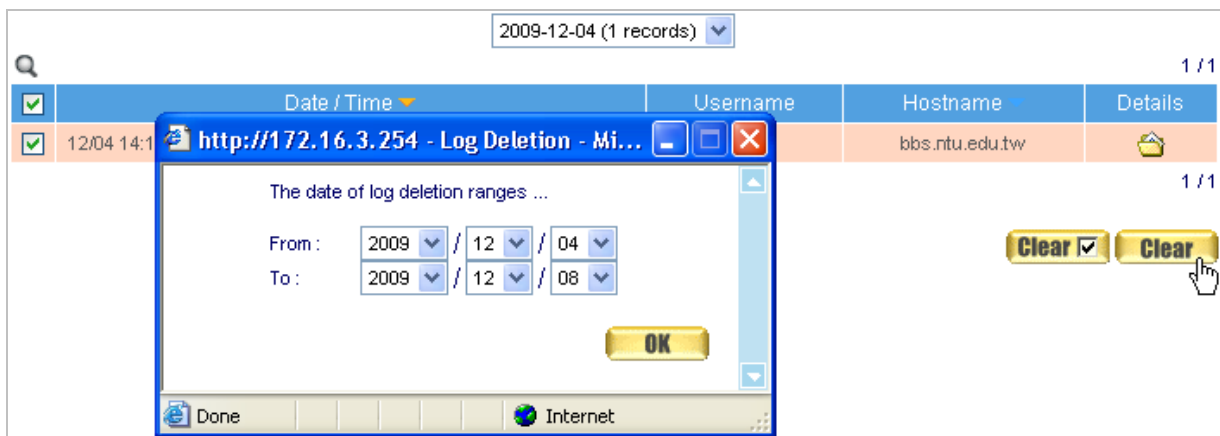 2009-12-04 (1 records)
1 / 1
Date / Time Username Hostname Details
12/04 14:1 bbs.ntu.edu.tw
http://172.16.3.254 - Log Deletion - Mi...
The date of log deletion ranges ...
From : 2009 / 12 / 04
To : 2009 / 12 / 08
OK
Done Internet
1 / 1
Clear Clear